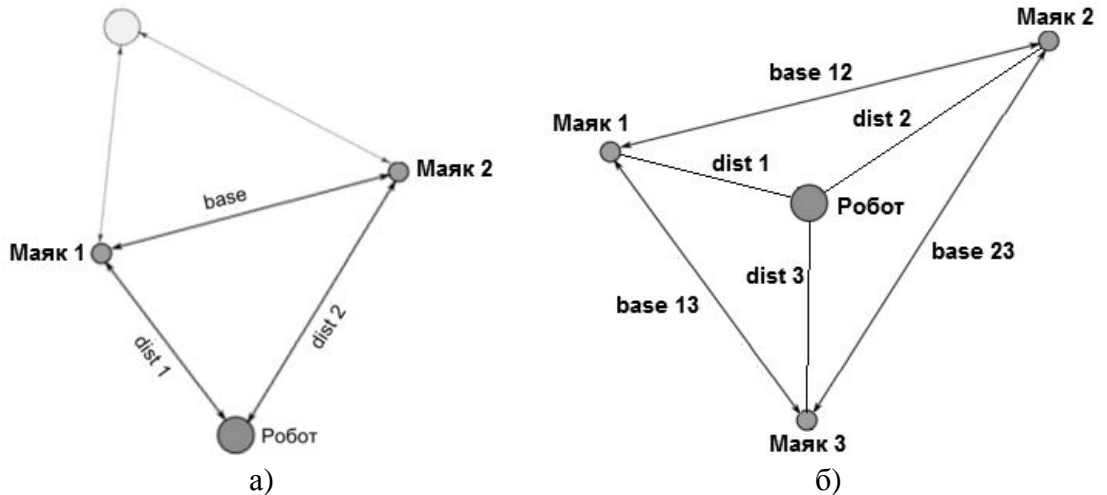 Маяк 2
base
Маяк 1
dist 1
dist 2
Робот
а)
Маяк 2
base 12
Маяк 1
dist 2
dist 1
Робот
base 23
dist 3
base 13
Маяк 3
б)